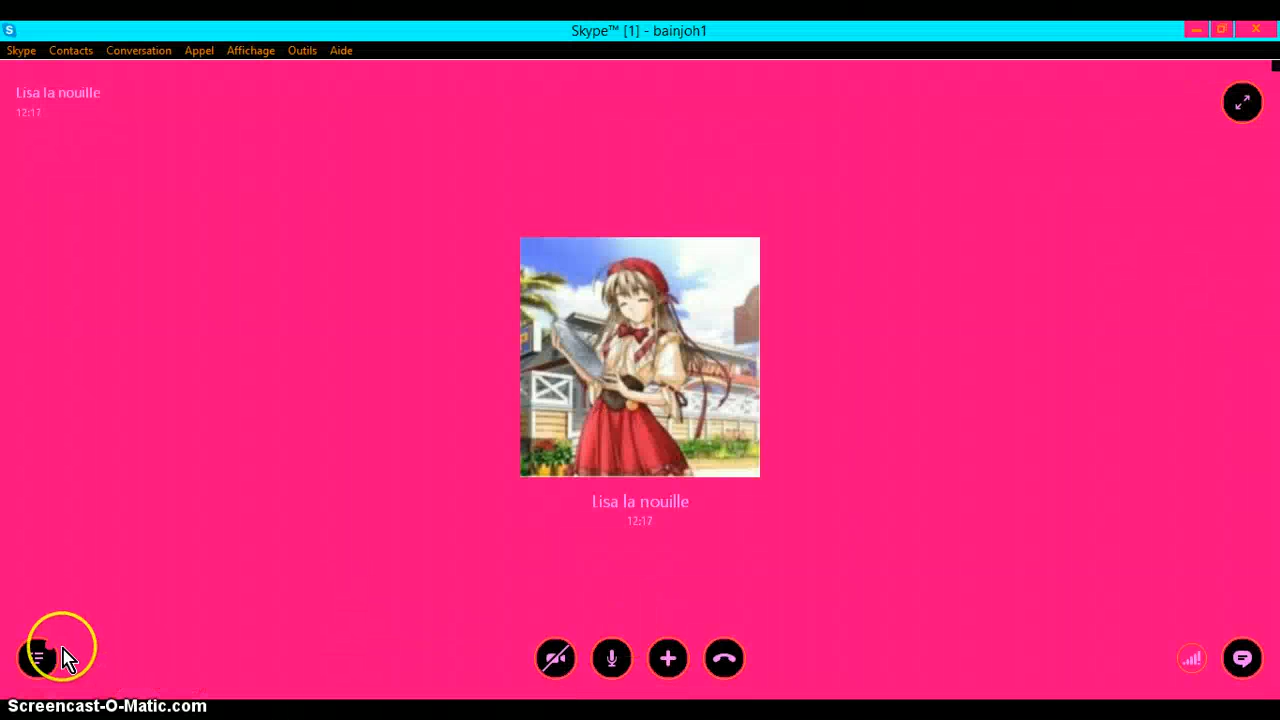 Skype™ [1] - bainjoh1
Skype Contacts Conversation Appel Affichage Outils Aide
Lisa la nouille
12:17
Lisa la nouille
12:17
Screencast-O-Matic.com